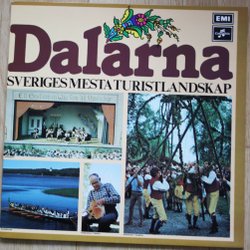 EMI
Dalarna
SVERIGES MESTA TURISTLANDSKAP